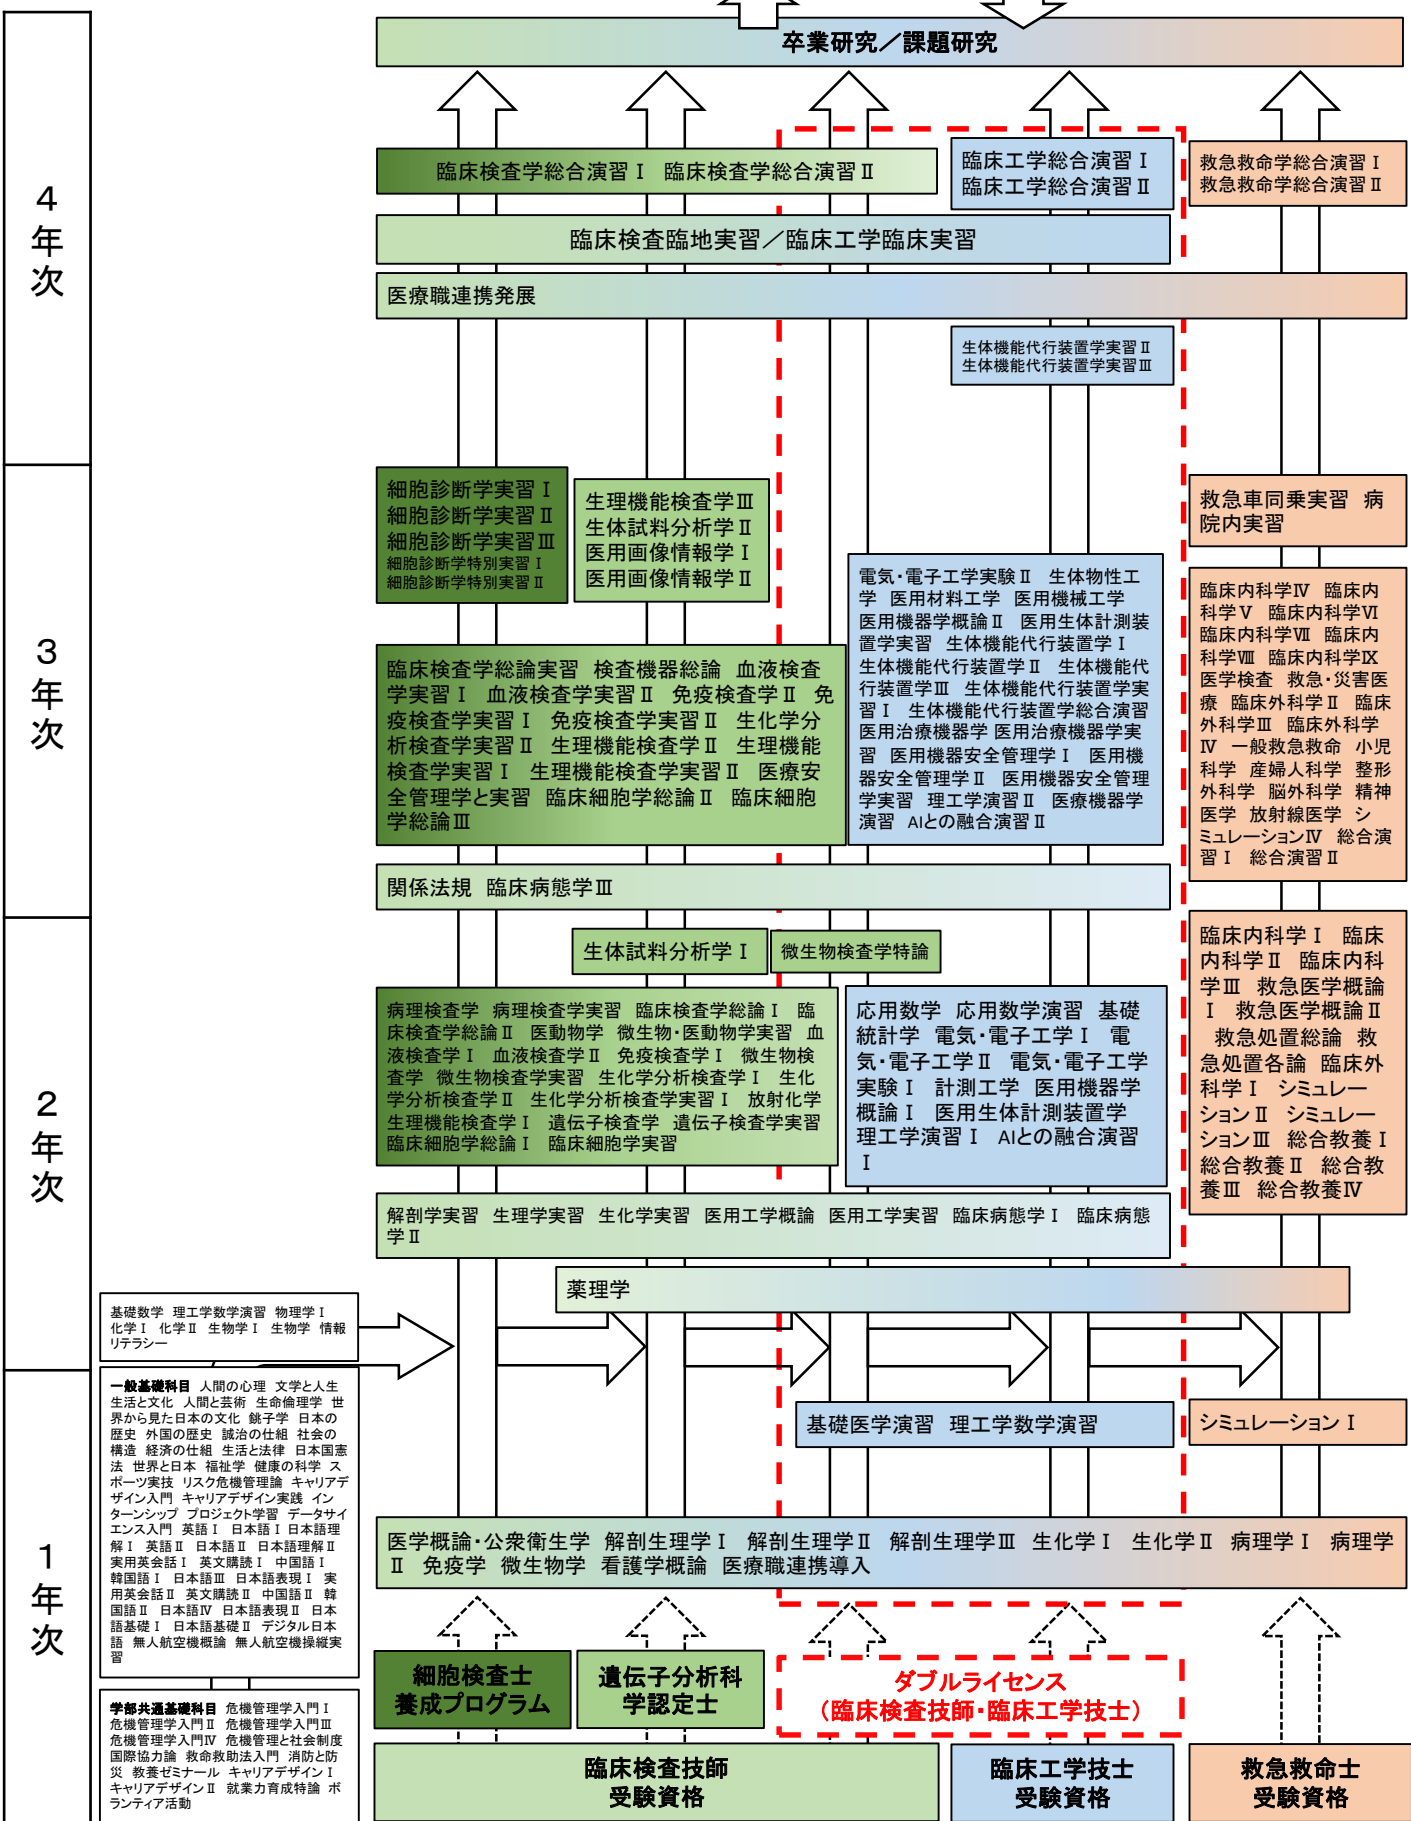 卒業研究／課題研究
4年次
臨床検査学総合演習Ⅰ　臨床検査学総合演習Ⅱ
臨床工学総合演習Ⅰ
臨床工学総合演習Ⅱ
救急救命学総合演習Ⅰ
救急救命学総合演習Ⅱ
臨床検査臨地実習／臨床工学臨床実習
医療職連携発展
生体機能代行装置学実習Ⅱ
生体機能代行装置学実習Ⅲ
3年次
細胞診断学実習Ⅰ
細胞診断学実習Ⅱ
細胞診断学実習Ⅲ
細胞診断学特別実習Ⅰ
細胞診断学特別実習Ⅱ
生理機能検査学Ⅲ
生体試料分析学Ⅱ
医用画像情報学Ⅰ
医用画像情報学Ⅱ
救急車同乗実習　病
院内実習
臨床検査学総論実習　検査機器総論　血液検査
学実習Ⅰ　血液検査学実習Ⅱ　免疫検査学Ⅱ　免
疫検査学実習Ⅰ　免疫検査学実習Ⅱ　生化学分
析検査学実習Ⅱ　生理機能検査学Ⅱ　生理機能
検査学実習Ⅰ　生理機能検査学実習Ⅱ　医療安
全管理学と実習　臨床細胞学総論Ⅱ　臨床細胞
学総論Ⅲ
電気・電子工学実験Ⅱ　生体物性工
学　医用材料工学　医用機械工学
医用機器学概論Ⅱ　医用生体計測装
置学実習　生体機能代行装置学Ⅰ
生体機能代行装置学Ⅱ　生体機能代
行装置学Ⅲ　生体機能代行装置学実
習Ⅰ　生体機能代行装置学総合演習
医用治療機器学 医用治療機器学実
習　医用機器安全管理学Ⅰ　医用機
器安全管理学Ⅱ　医用機器安全管理
学実習　理工学演習Ⅱ　医療機器学
演習　AIとの融合演習Ⅱ
臨床内科学Ⅳ　臨床内
科学Ⅴ　臨床内科学Ⅵ
臨床内科学Ⅶ　臨床内
科学Ⅷ　臨床内科学Ⅸ
医学検査　救急・災害医
療　臨床外科学Ⅱ　臨床
外科学Ⅲ　臨床外科学
Ⅳ　一般救急救命　小児
科学　産婦人科学　整形
外科学　脳外科学　精神
医学　放射線医学　シ
ミュレーションⅣ　総合演
習Ⅰ　総合演習Ⅱ
関係法規　臨床病態学Ⅲ
2年次
生体試料分析学Ⅰ
微生物検査学特論
病理検査学　病理検査学実習　臨床検査学総論Ⅰ　臨
床検査学総論Ⅱ　医動物学　微生物・医動物学実習　血
液検査学Ⅰ　血液検査学Ⅱ　免疫検査学Ⅰ　微生物検
査学　微生物検査学実習　生化学分析検査学Ⅰ　生化
学分析検査学Ⅱ　生化学分析検査学実習Ⅰ　放射化学
生理機能検査学Ⅰ　遺伝子検査学　遺伝子検査学実習
臨床細胞学総論Ⅰ　臨床細胞学実習
応用数学　応用数学演習　基礎
統計学　電気・電子工学Ⅰ　電
気・電子工学Ⅱ　電気・電子工学
実験Ⅰ　計測工学　医用機器学
概論Ⅰ　医用生体計測装置学
理工学演習Ⅰ　AIとの融合演習
Ⅰ
臨床内科学Ⅰ　臨床
内科学Ⅱ　臨床内科
学Ⅲ　救急医学概論
Ⅰ　救急医学概論Ⅱ
救急処置総論　救
急処置各論　臨床外
科学Ⅰ　シミュレー
ションⅡ　シミュレー
ションⅢ　総合教養Ⅰ
総合教養Ⅱ　総合教
養Ⅲ　総合教養Ⅳ
解剖学実習　生理学実習　生化学実習　医用工学概論　医用工学実習　臨床病態学Ⅰ　臨床病態
学Ⅱ
薬理学
基礎数学　理工学数学演習　物理学Ⅰ
化学Ⅰ　化学Ⅱ　生物学Ⅰ　生物学　情報
リテラシー
1年次
一般基礎科目　人間の心理　文学と人生
生活と文化　人間と芸術　生命倫理学　世
界から見た日本の文化　銚子学　日本の
歴史　外国の歴史　誠治の仕組　社会の
構造　経済の仕組　生活と法律　日本国憲
法　世界と日本　福祉学　健康の科学　ス
ポーツ実技　リスク危機管理論　キャリアデ
ザイン入門　キャリアデザイン実践　イン
ターンシップ　プロジェクト学習　データサイ
エンス入門　英語Ⅰ　日本語Ⅰ 日本語理
解Ⅰ　英語Ⅱ　日本語Ⅱ　日本語理解Ⅱ
実用英会話Ⅰ　英文購読Ⅰ　中国語Ⅰ
韓国語Ⅰ　日本語Ⅲ　日本語表現Ⅰ　実
用英会話Ⅱ　英文購読Ⅱ　中国語Ⅱ　韓
国語Ⅱ　日本語Ⅳ　日本語表現Ⅱ　日本
語基礎Ⅰ　日本語基礎Ⅱ　デジタル日本
語　無人航空機概論　無人航空機操縦実
習
基礎医学演習　理工学数学演習
シミュレーションⅠ
医学概論・公衆衛生学　解剖生理学Ⅰ　解剖生理学Ⅱ　解剖生理学Ⅲ　生化学Ⅰ　生化学Ⅱ　病理学Ⅰ　病理学
Ⅱ　免疫学　微生物学　看護学概論　医療職連携導入
学部共通基礎科目　危機管理学入門Ⅰ
危機管理学入門Ⅱ　危機管理学入門Ⅲ
危機管理学入門Ⅳ　危機管理と社会制度
国際協力論　救命救助法入門　消防と防
災　教養ゼミナール　キャリアデザインⅠ
キャリアデザインⅡ　就業力育成特論　ボ
ランティア活動
細胞検査士
養成プログラム
遺伝子分析科
学認定士
ダブルライセンス
（臨床検査技師・臨床工学技士）
臨床検査技師
受験資格
臨床工学技士
受験資格
救急救命士
受験資格